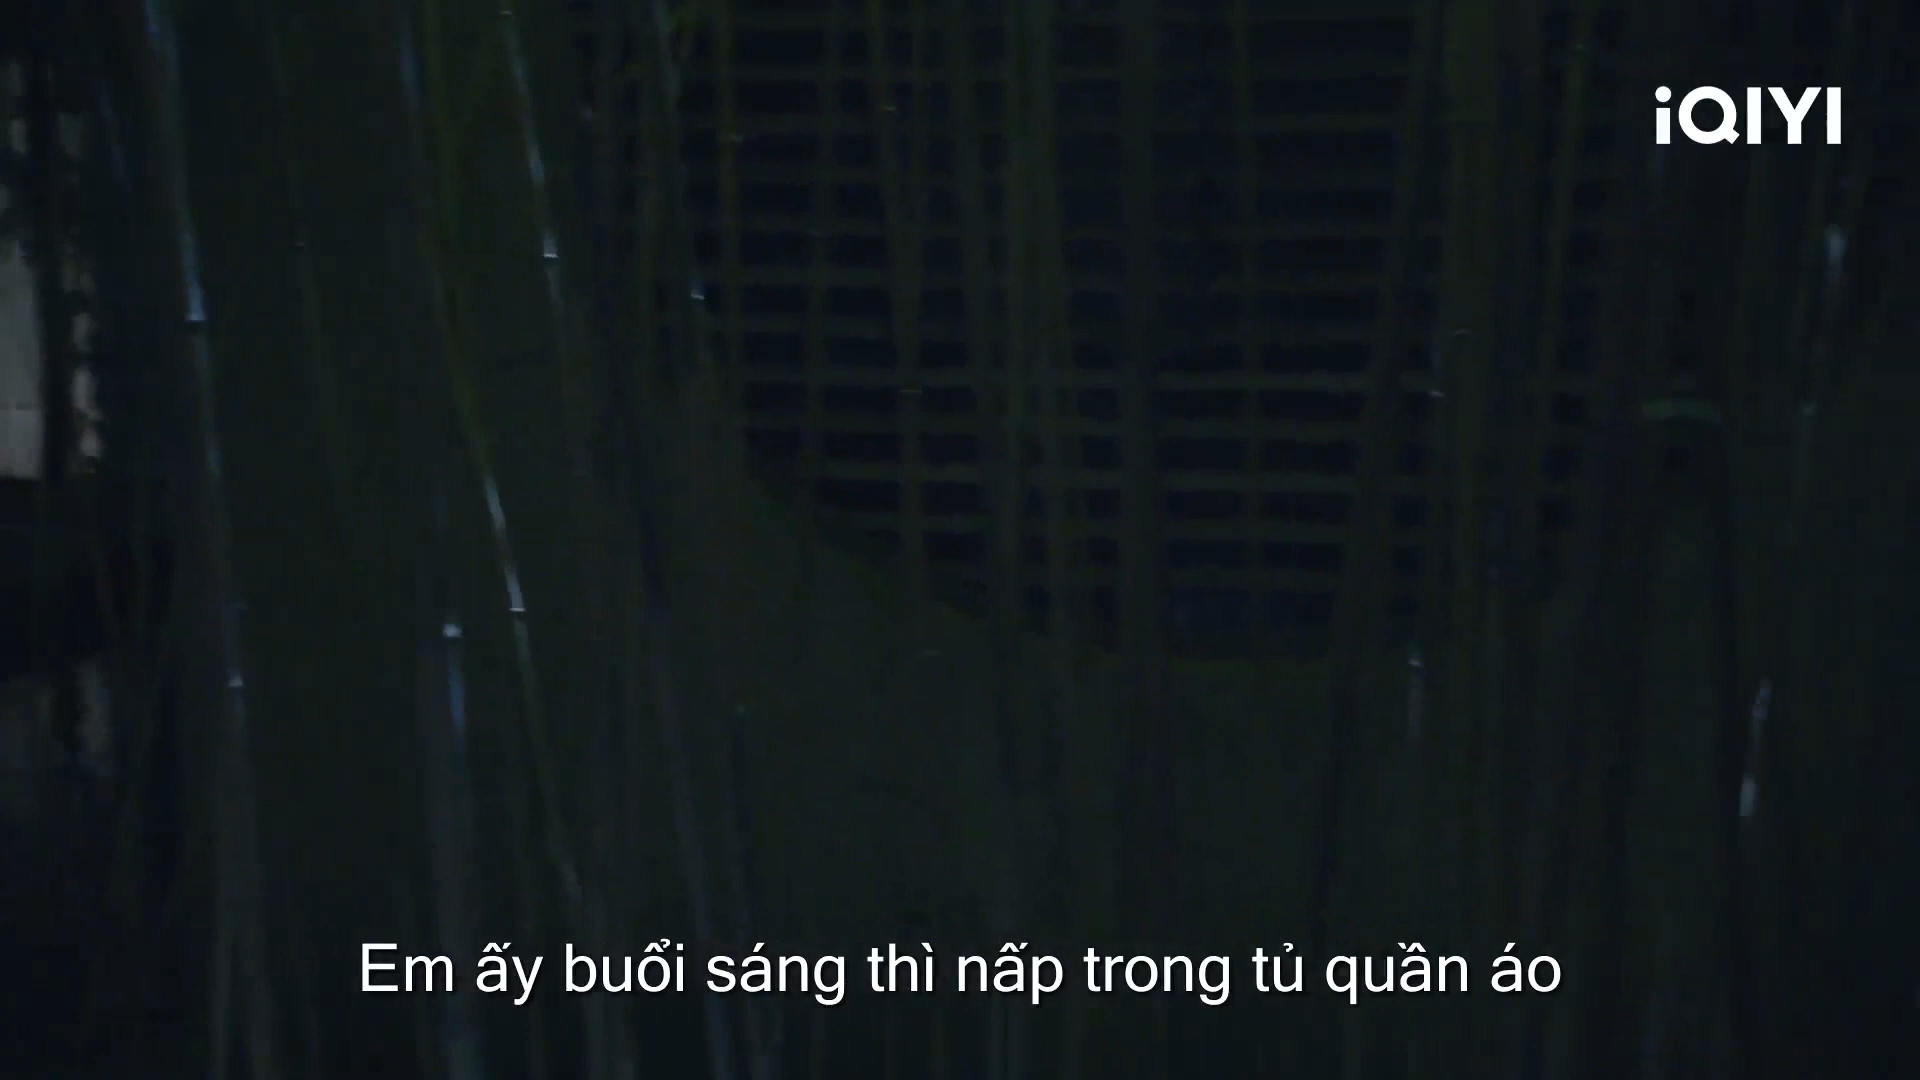 iQIYI
Em ấy buổi sáng thì nấp trong tủ quần áo